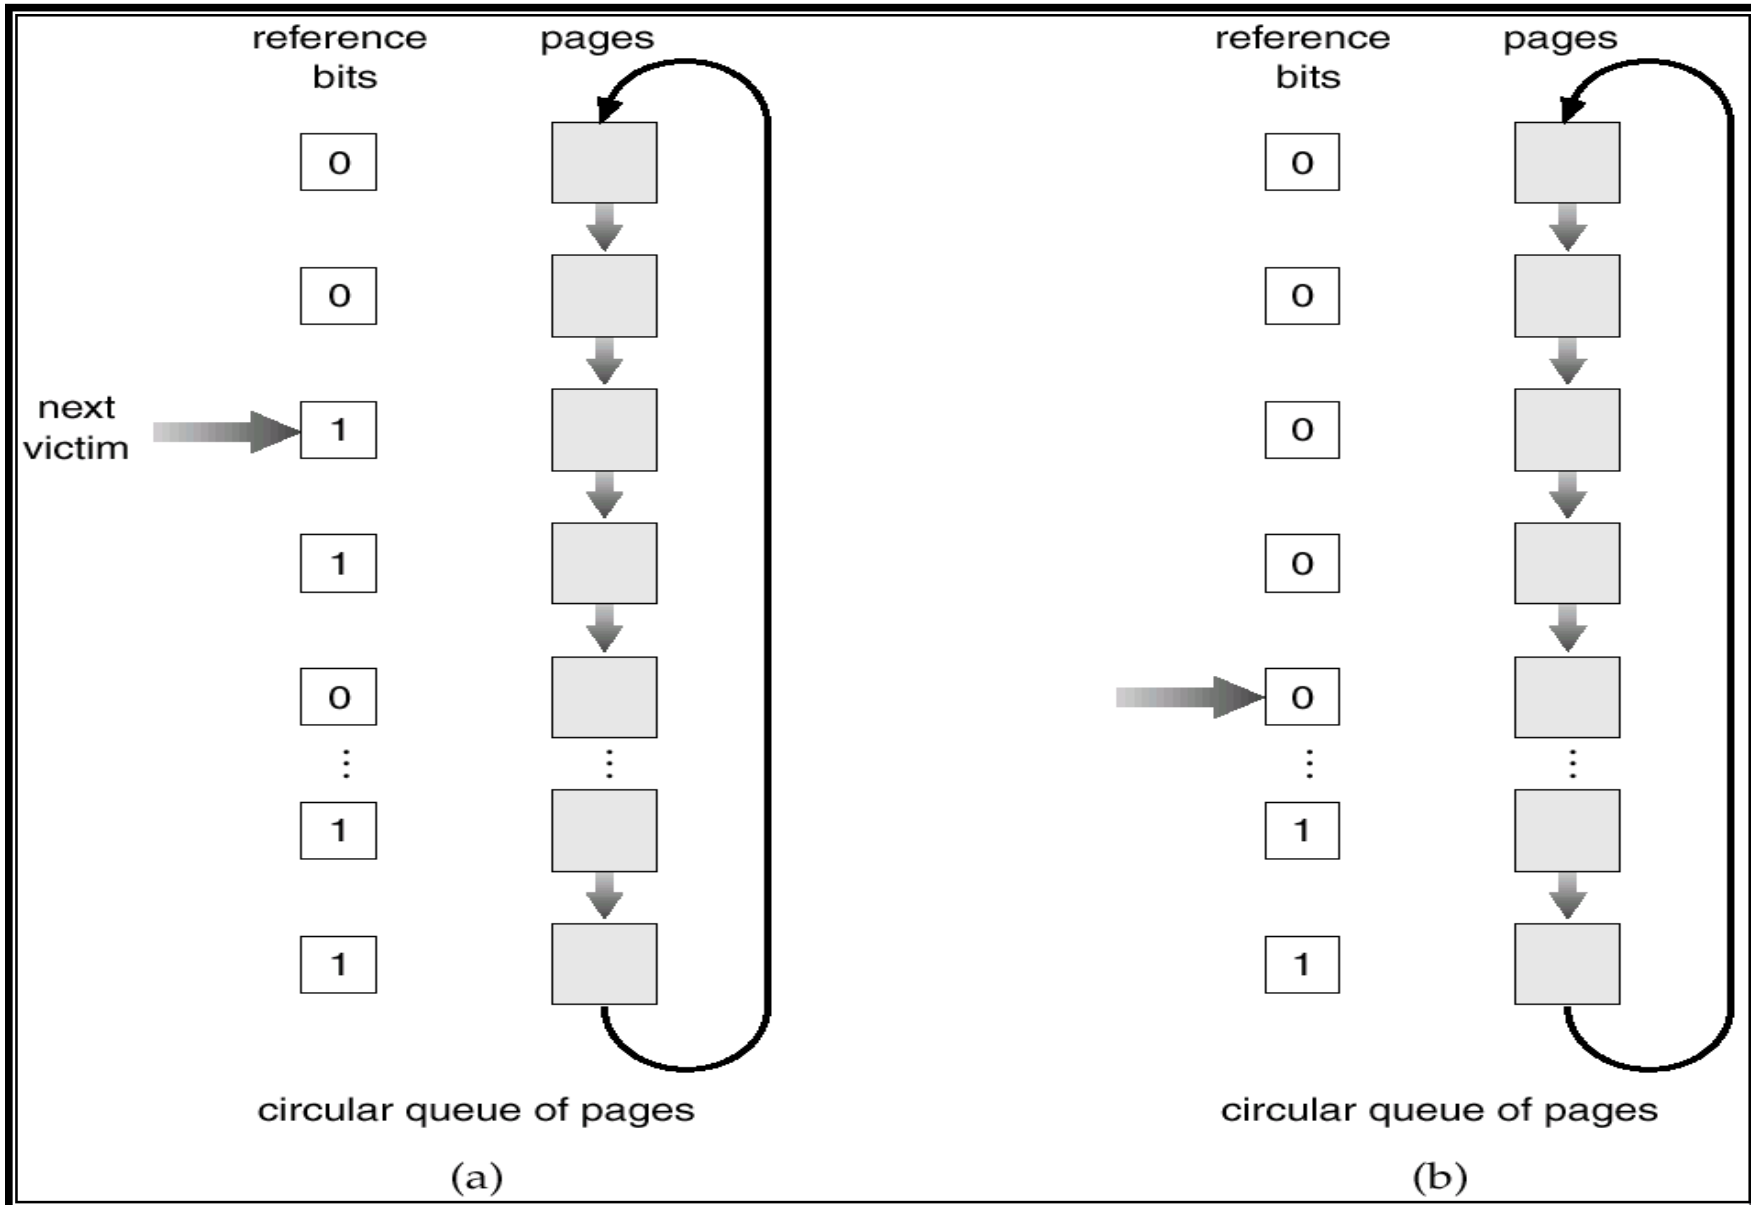 reference bits
pages
0
0
next victim
1
1
0
⋮
⋮
1
1
circular queue of pages
(a)
reference bits
pages
0
0
0
0
0
⋮
⋮
1
1
circular queue of pages
(b)